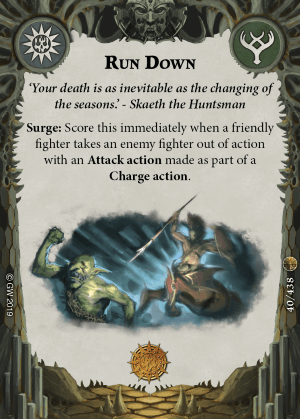 RUN DOWN
‘Your death is as inevitable as the changing of
the seasons.’ - Skaeth the Huntsman
Surge: Score this immediately when a friendly
fighter takes an enemy fighter out of action
with an Attack action made as part of a
Charge action.
© GW 2019
40/438